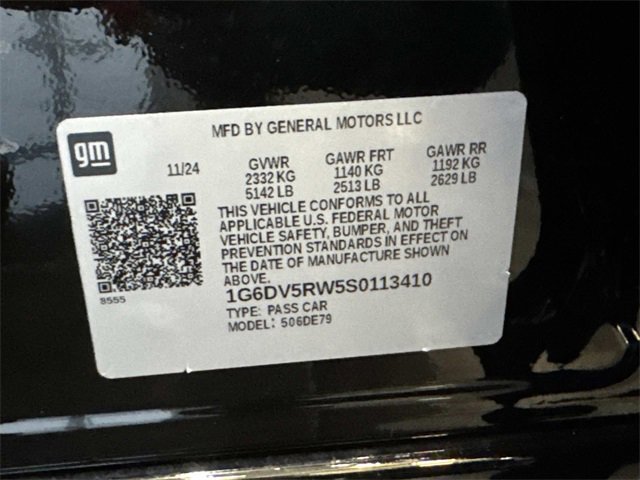 MFD BY GENERAL MOTORS LLC
gm
11/24
GVWR GAWR FRT GAWR RR
2332 KG 1140 KG 1192 KG
5142 LB 2513 LB 2629 LB
THIS VEHICLE CONFORMS TO ALL
APPLICABLE U.S. FEDERAL MOTOR
VEHICLE SAFETY, BUMPER, AND THEFT
PREVENTION STANDARDS IN EFFECT ON
THE DATE OF MANUFACTURE SHOWN
ABOVE.
8555
1G6DV5RW5S0113410
TYPE: PASS CAR
MODEL: 506DE79